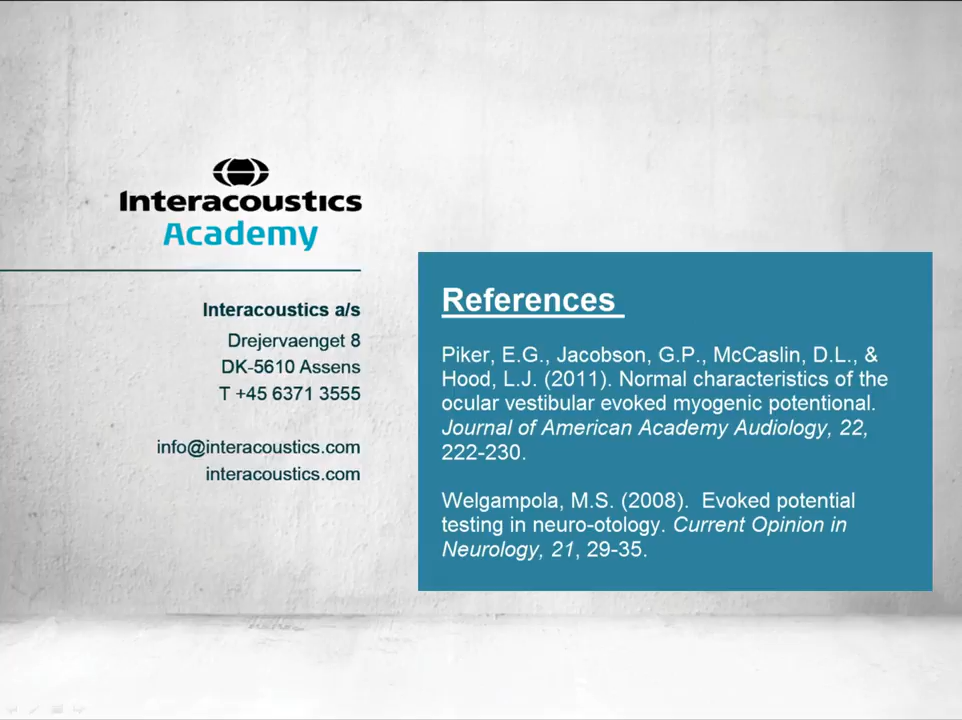 Interacoustics
Academy
Interacoustics a/s
Drejervaenget 8
DK-5610 Assens
T +45 6371 3555
info@interacoustics.com
interacoustics.com
References
Piker, E.G., Jacobson, G.P., McCaslin, D.L., &
Hood, L.J. (2011). Normal characteristics of the
ocular vestibular evoked myogenic potentional.
Journal of American Academy Audiology, 22,
222-230.
Welgampola, M.S. (2008).  Evoked potential
testing in neuro-otology. Current Opinion in
Neurology, 21, 29-35.